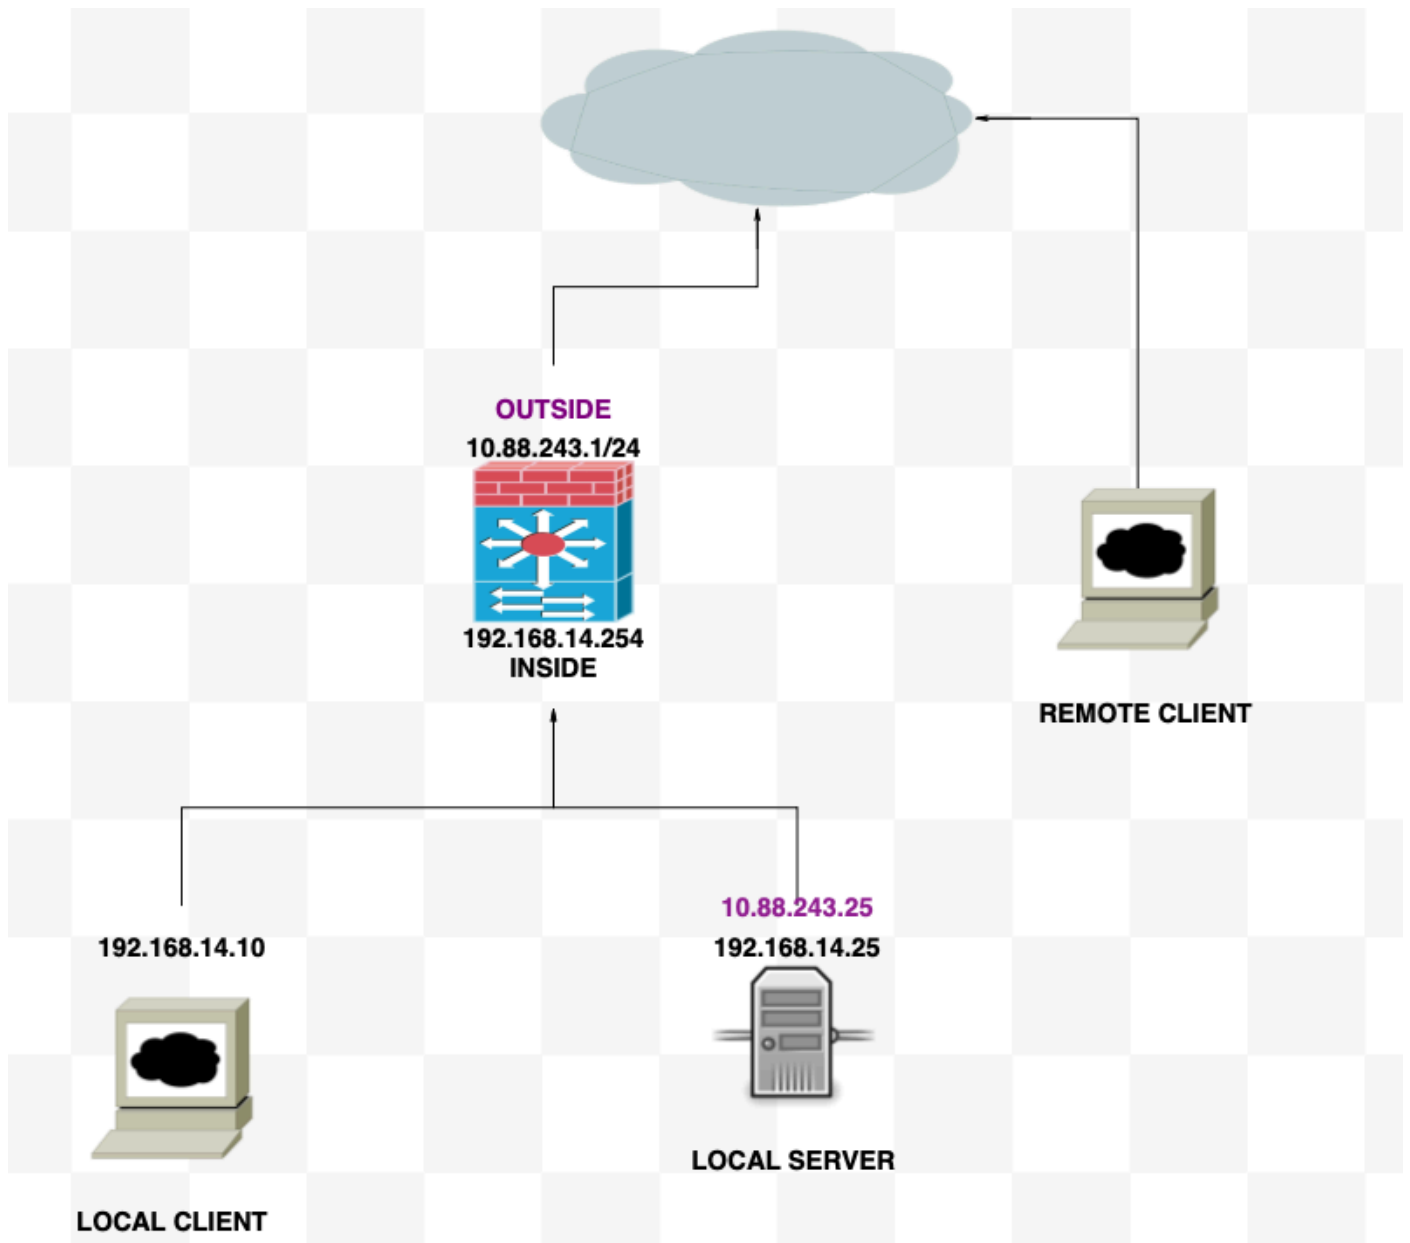 OUTSIDE
10.88.243.1/24
192.168.14.254
INSIDE
REMOTE CLIENT
10.88.243.25
192.168.14.10
192.168.14.25
LOCAL SERVER
LOCAL CLIENT